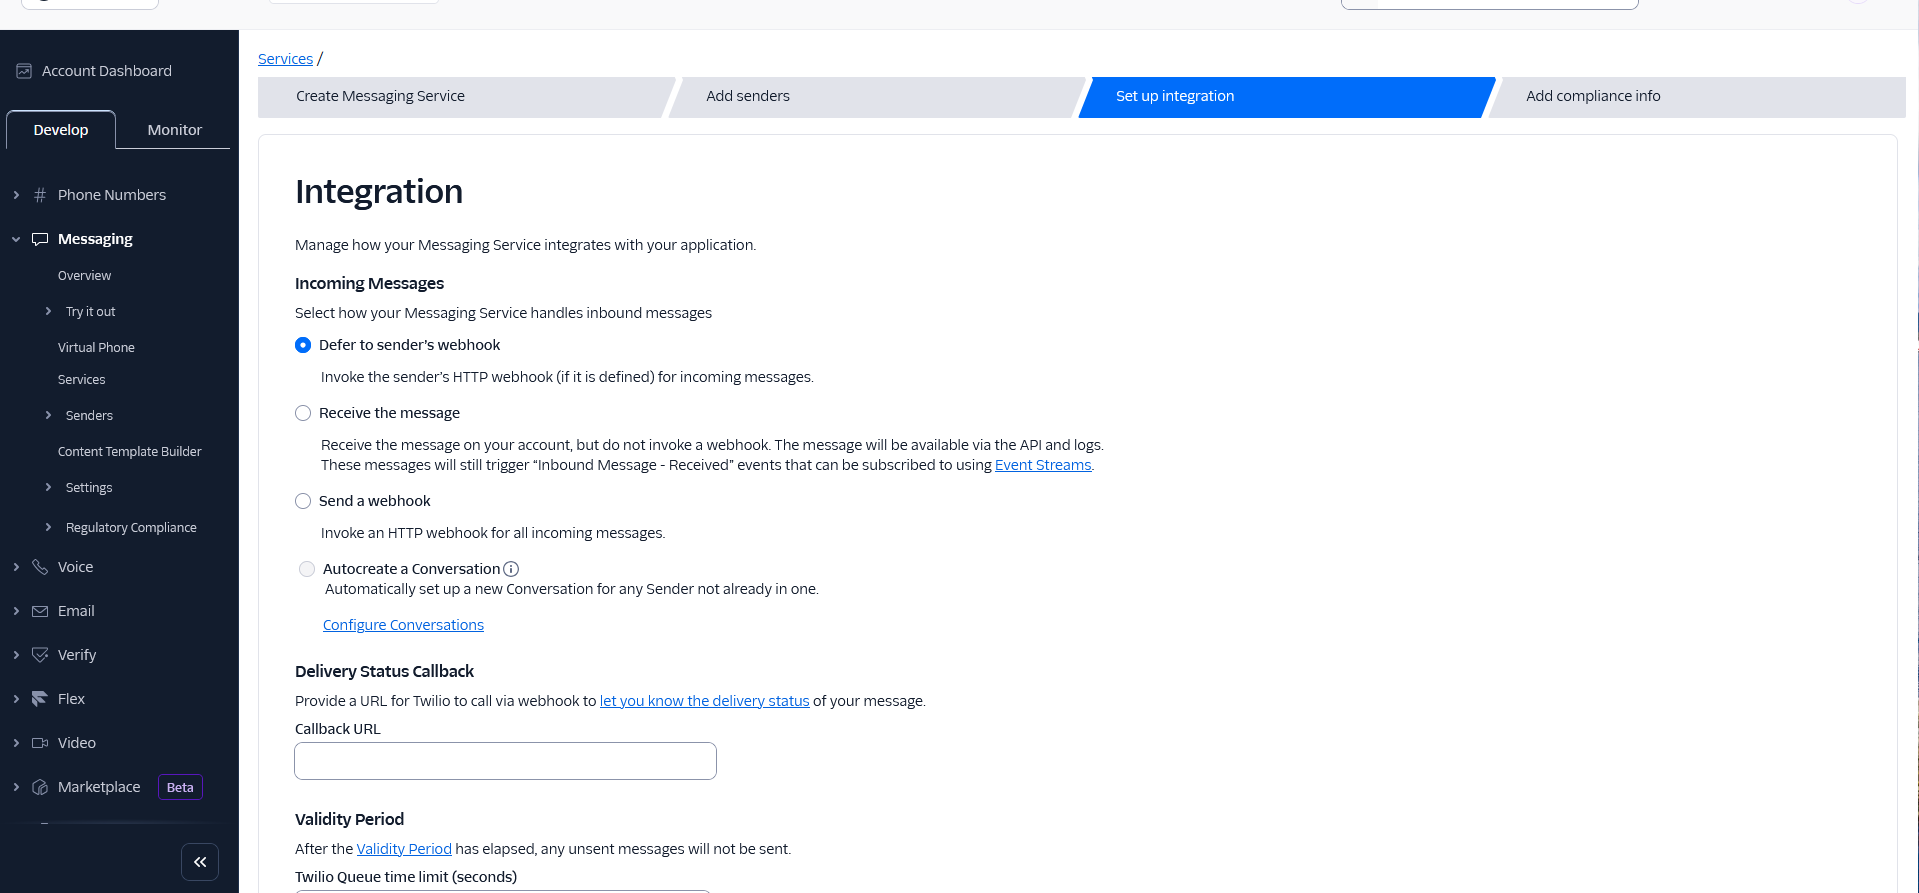 Account Dashboard
Develop
Monitor
Phone Numbers
Messaging
Overview
Try it out
Virtual Phone
Services
Senders
Content Template Builder
Settings
Regulatory Compliance
Voice
Email
Verify
Flex
Video
Marketplace Beta
Services /
Create Messaging Service
Add senders
Set up integration
Add compliance info
Integration
Manage how your Messaging Service integrates with your application.
Incoming Messages
Select how your Messaging Service handles inbound messages
Defer to sender’s webhook
Invoke the sender’s HTTP webhook (if it is defined) for incoming messages.
Receive the message
Receive the message on your account, but do not invoke a webhook. The message will be available via the API and logs.
These messages will still trigger “Inbound Message - Received” events that can be subscribed to using Event Streams.
Send a webhook
Invoke an HTTP webhook for all incoming messages.
Autocreate a Conversation
Automatically set up a new Conversation for any Sender not already in one.
Configure Conversations
Delivery Status Callback
Provide a URL for Twilio to call via webhook to let you know the delivery status of your message.
Callback URL
Validity Period
After the Validity Period has elapsed, any unsent messages will not be sent.
Twilio Queue time limit (seconds)